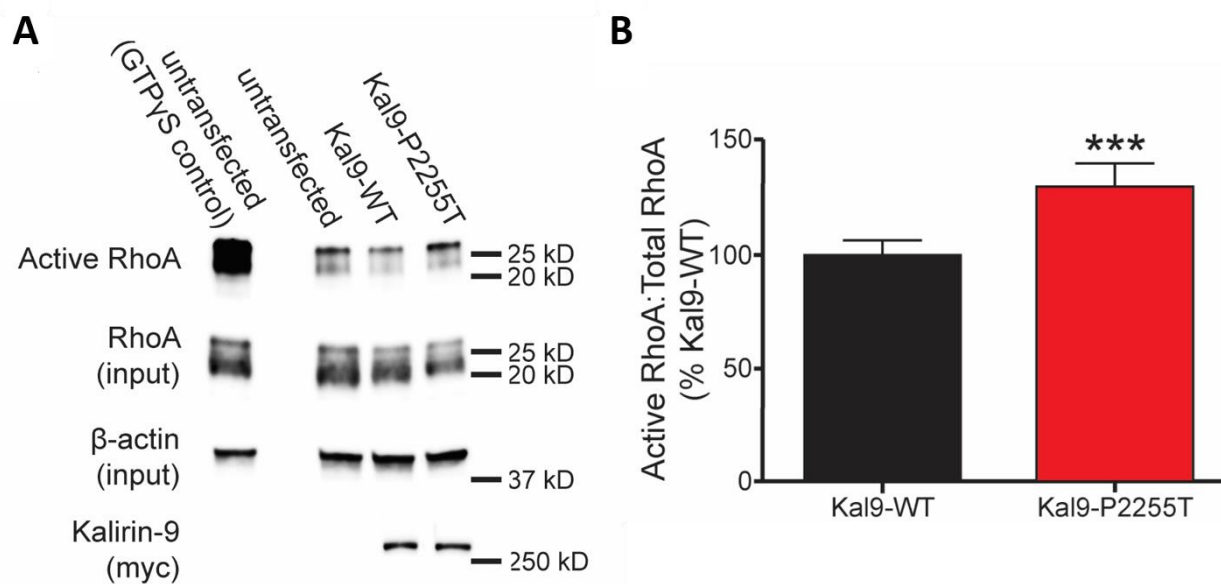 A
untransfected
(GTPγS control)
untransfected
Kal9-WT
Kal9-P2255T
Active RhoA
25 kD
20 kD
RhoA
(input)
25 kD
20 kD
β-actin
(input)
37 kD
Kalirin-9
(myc)
250 kD
B
Active RhoA:Total RhoA
(% Kal9-WT)
150
100
50
0
***
Kal9-WT
Kal9-P2255T